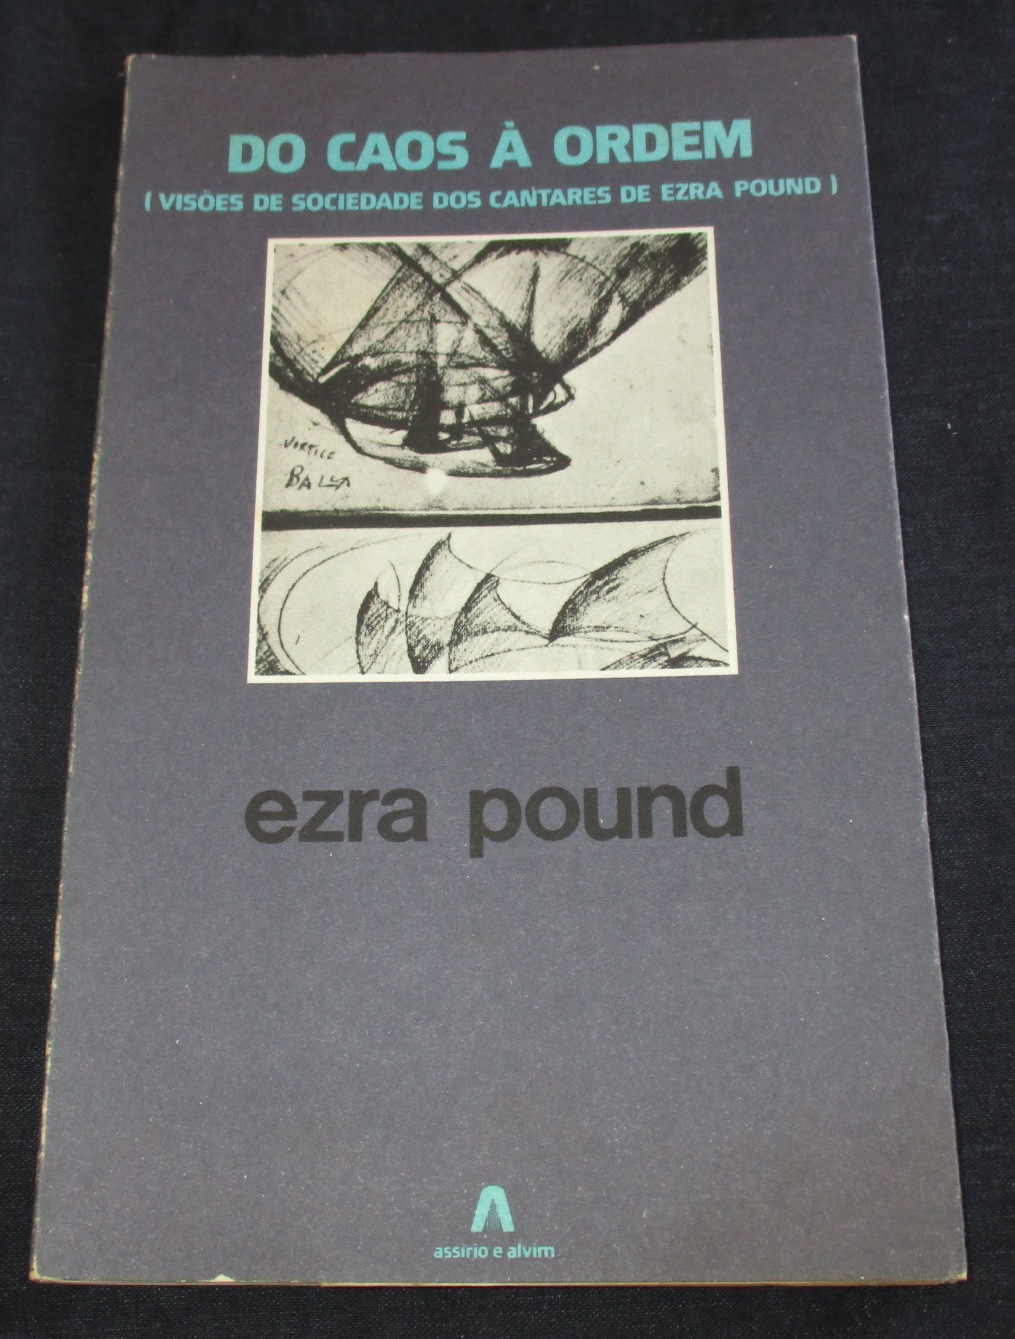 DO CAOS À ORDEM
( VISÕES DE SOCIEDADE DOS CANTARES DE EZRA POUND )
VORTICE
BALLA
ezra pound
assírio e alvim